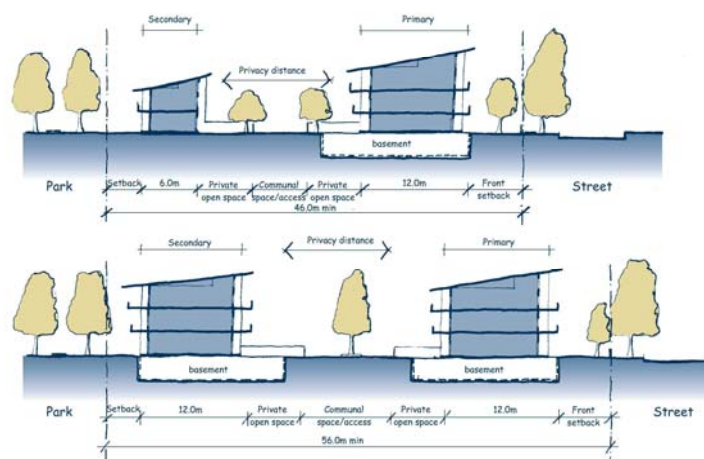 Secondary
Primary
Privacy distance
basement
Park
Setback
6.0m
Private
open space
Communal
space/access
Private
open space
12.0m
Front
setback
Street
46.0m min
Secondary
Privacy distance
Primary
basement
basement
Park
Setback
12.0m
Private
open space
Communal
space/access
Private
open space
12.0m
Front
setback
Street
56.0m min